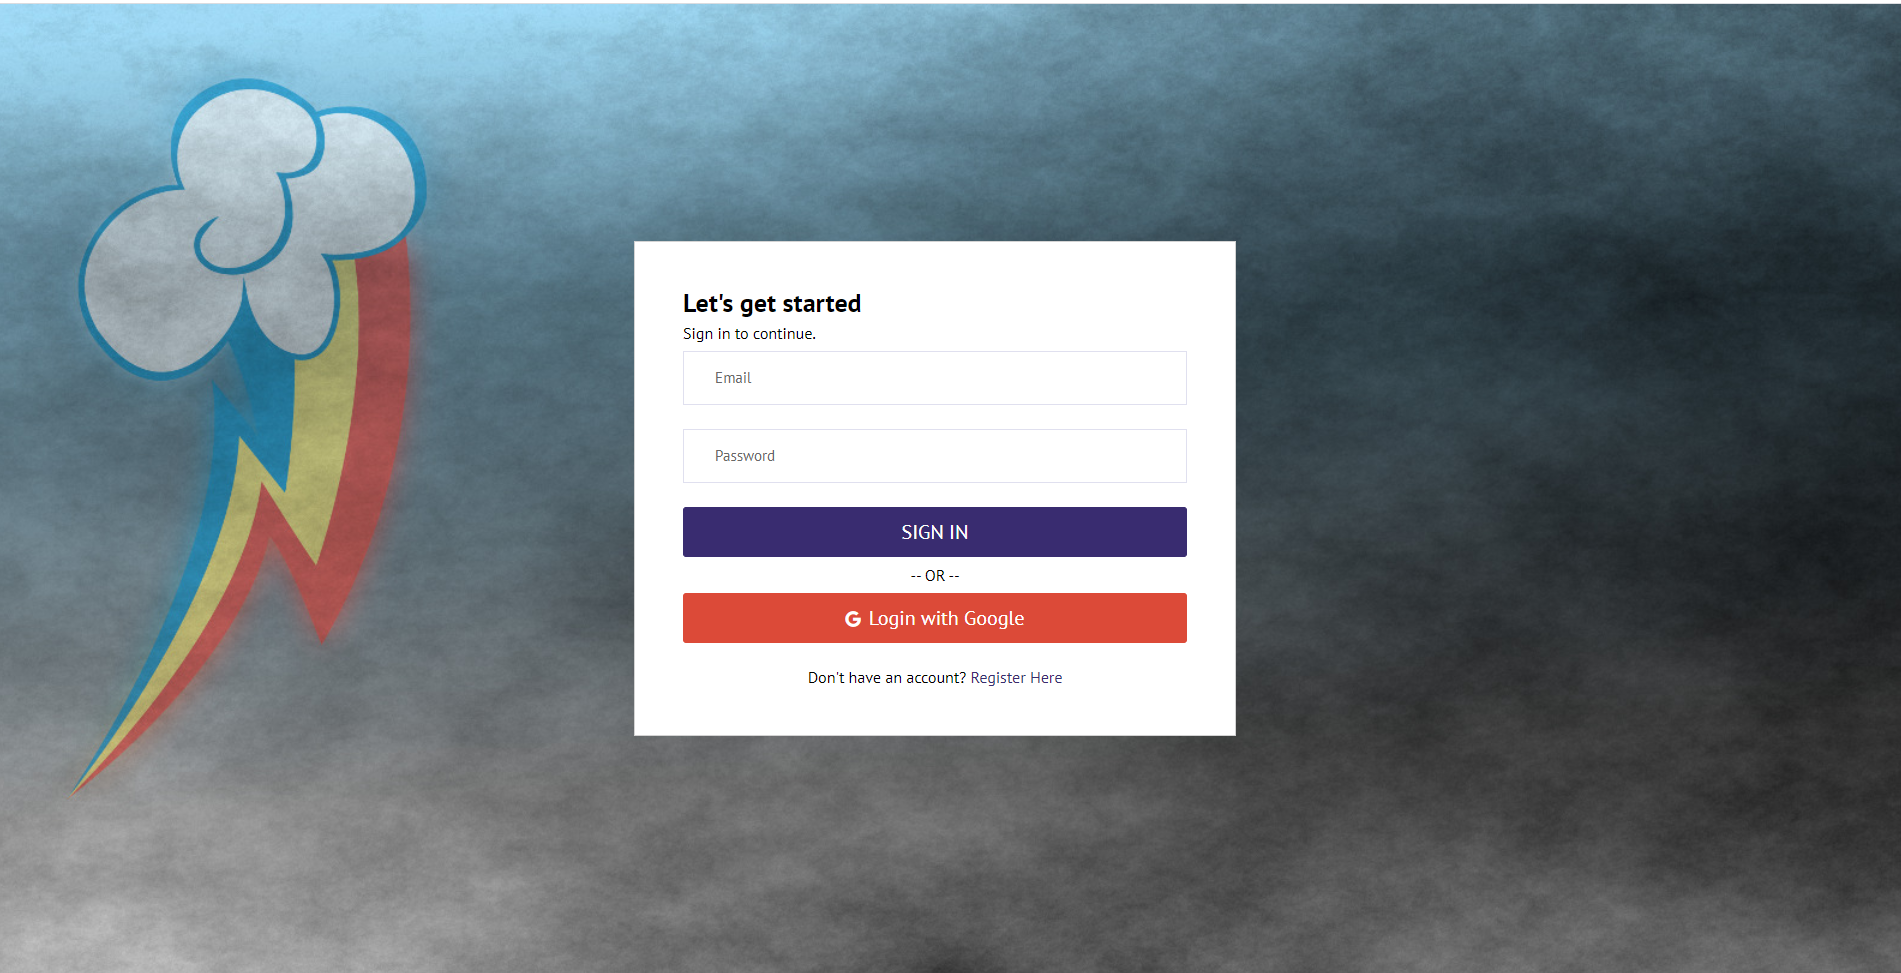 Let's get started
Sign in to continue.
Email
Password
SIGN IN
-- OR --
Login with Google
Don't have an account? Register Here